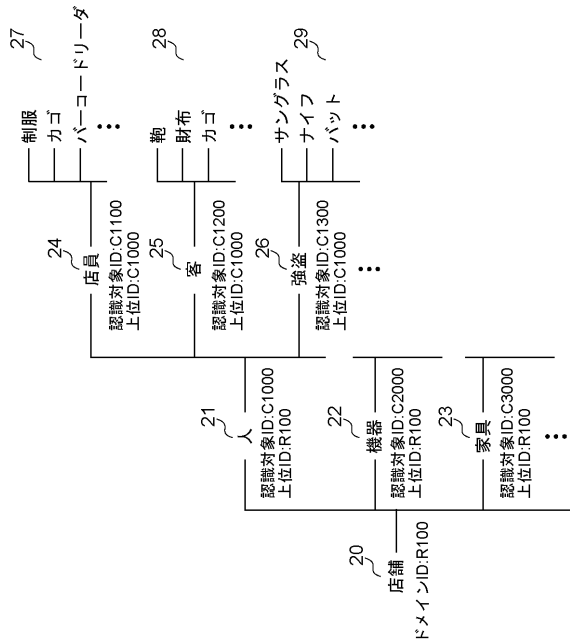 20
店舗
ドメインID:R100
21
人
認識対象ID:C1000
上位ID:R100
22
機器
認識対象ID:C2000
上位ID:R100
23
家具
認識対象ID:C3000
上位ID:R100
24
店員
認識対象ID:C1100
上位ID:C1000
25
客
認識対象ID:C1200
上位ID:C1000
26
強盗
認識対象ID:C1300
上位ID:C1000
27
制服
カゴ
バーコードリーダ
28
鞄
財布
カゴ
29
サングラス
ナイフ
バット